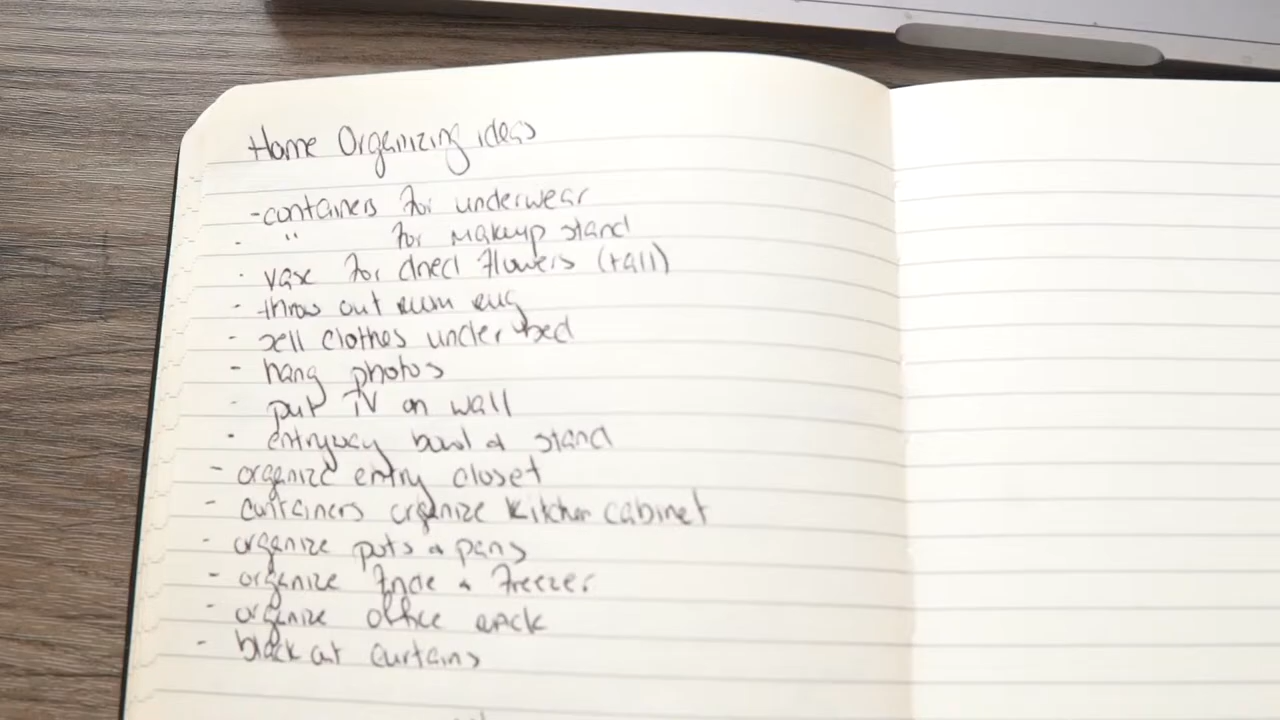 Home Organizing ideas
- containers for underwear
- " for makeup stand
- vase for dried flowers (tall)
- throw out rug
- sell clothes under bed
- hang photos
- put TV on wall
- entryway bowl & stand
- organize entry closet
- containers organize kitchen cabinet
- organize pots & pans
- organize fridge & freezer
- organize office
- black out curtains